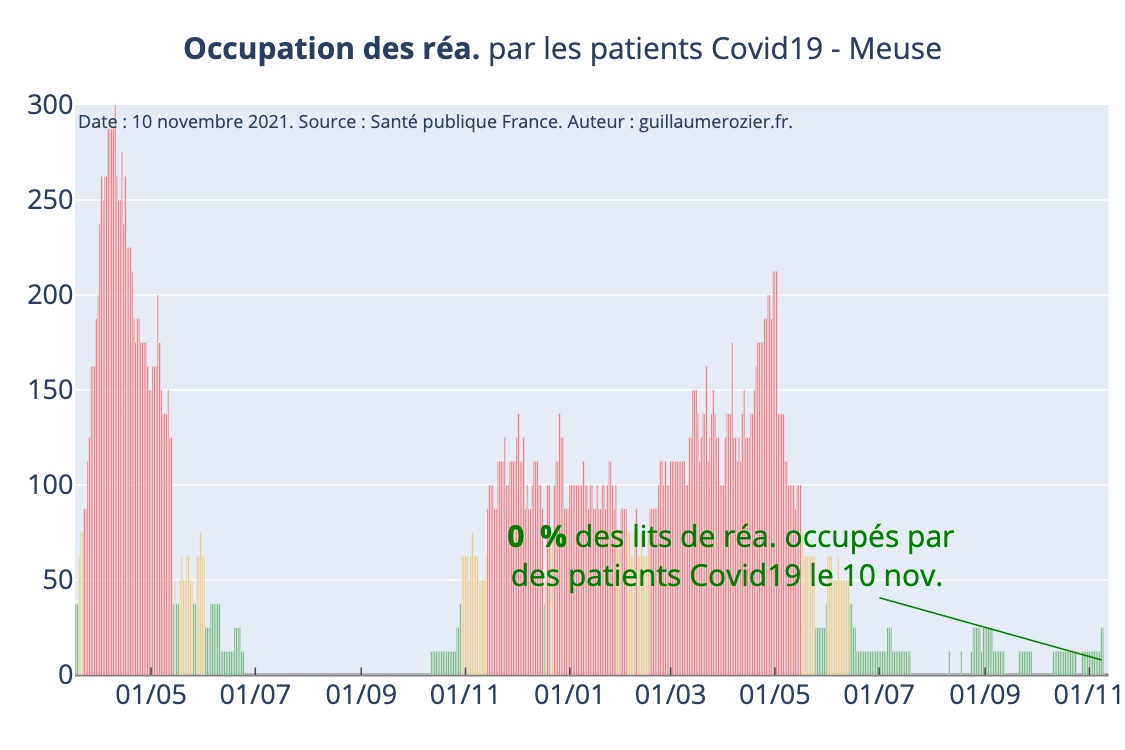 Occupation des réa. par les patients Covid19 - Meuse
300
Date : 10 novembre 2021. Source : Santé publique France. Auteur : guillaumerozier.fr.
250
200
150
100
0 % des lits de réa. occupés par
des patients Covid19 le 10 nov.
50
0
01/05 01/07 01/09 01/11 01/01 01/03 01/05 01/07 01/09 01/11